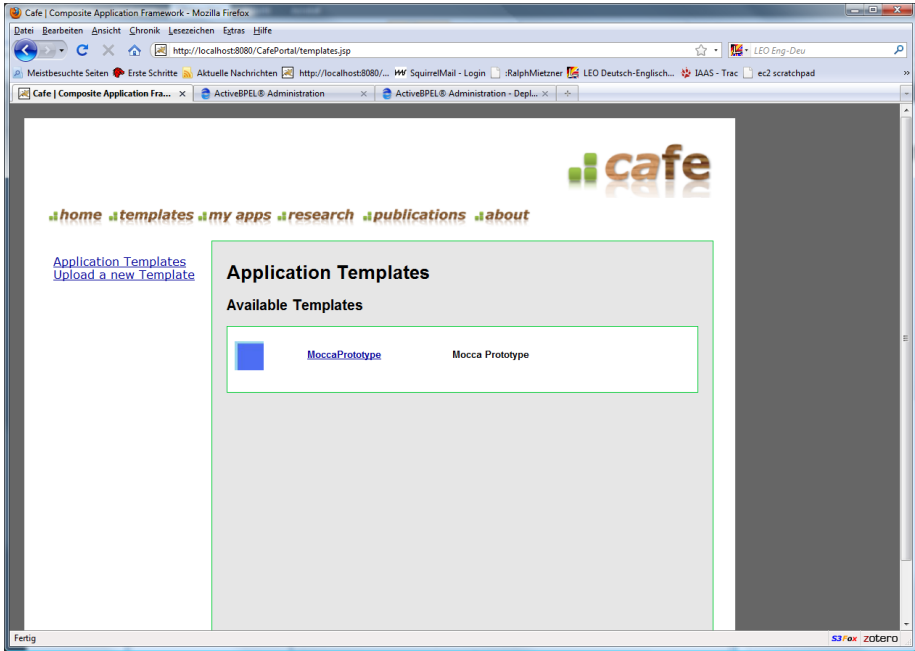 Cafe | Composite Application Framework - Mozilla Firefox
Datei Bearbeiten Ansicht Chronik Lesezeichen Extras Hilfe
http://localhost:8080/CafePortal/templates.jsp LEO Eng-Deu
Meistbesuchte Seiten Erste Schritte Aktuelle Nachrichten http://localhost:8080/... SquirrelMail - Login :RalphMietzner LEO Deutsch-Englisch... IAAS - Trac ec2 scratchpad »
Cafe | Composite Application Fra... ActiveBPEL® Administration ActiveBPEL® Administration - Depl...
cafe
home templates my apps research publications about
Application Templates
Upload a new Template
Application Templates
Available Templates
MoccaPrototype Mocca Prototype
Fertig S3Fox zotero